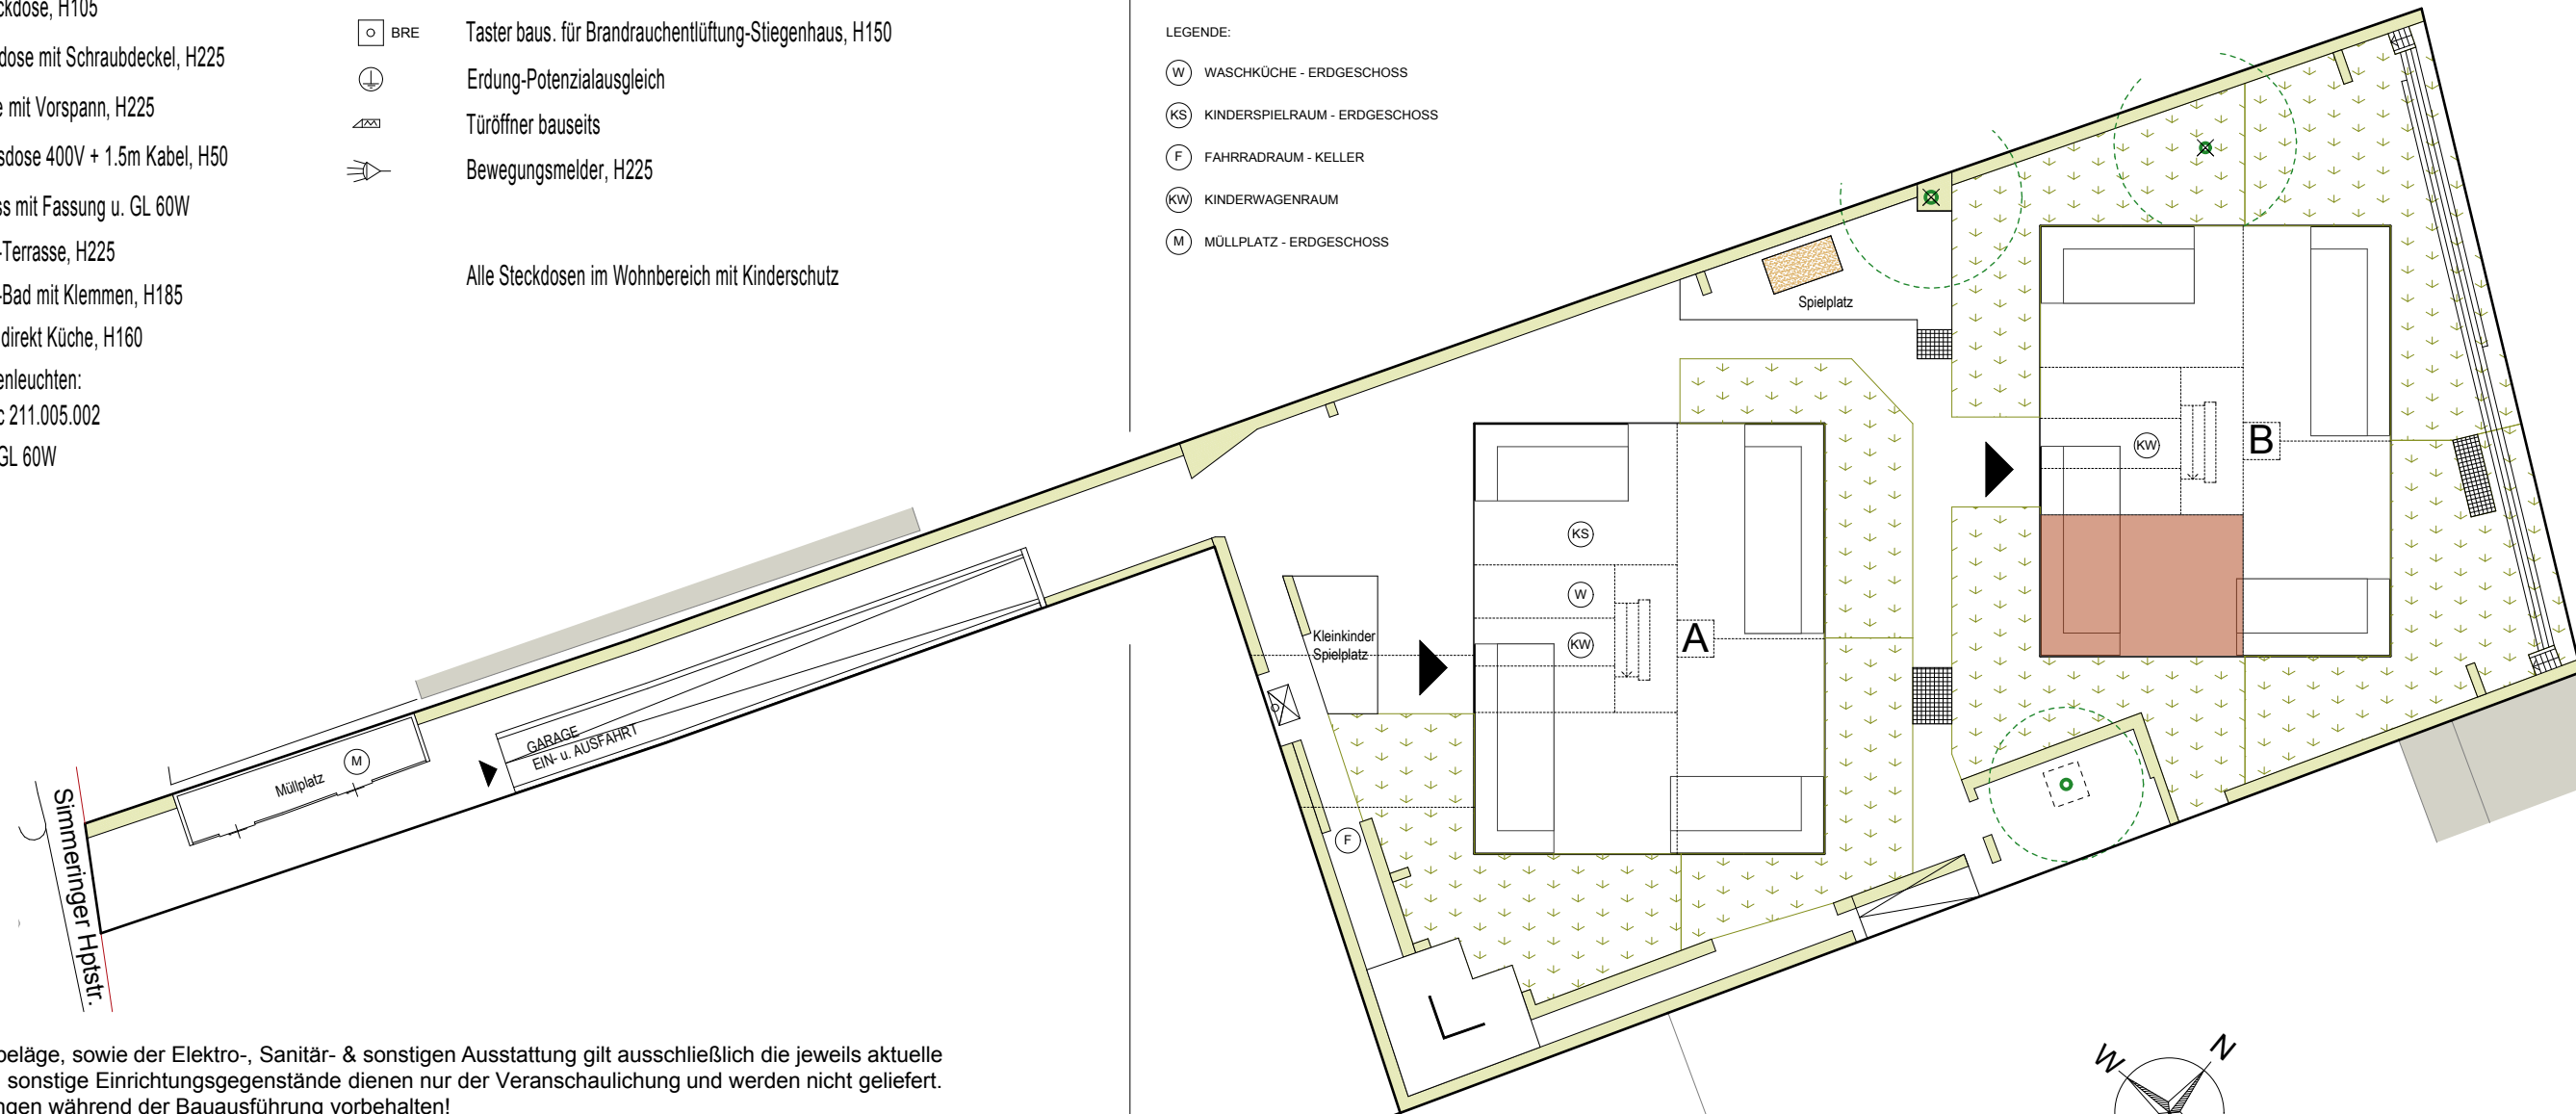 ckdose, H105
dose mit Schraubdeckel, H225
e mit Vorspann, H225
sdose 400V + 1.5m Kabel, H50
ss mit Fassung u. GL 60W
-Terrasse, H225
-Bad mit Klemmen, H185
direkt Küche, H160
enleuchten:
c 211.005.002
GL 60W
BRE Taster baus. für Brandrauchentlüftung-Stiegenhaus, H150
Erdung-Potenzialausgleich
Türöffner bauseits
Bewegungsmelder, H225
Alle Steckdosen im Wohnbereich mit Kinderschutz
LEGENDE:
W WASCHKÜCHE - ERDGESCHOSS
KS KINDERSPIELRAUM - ERDGESCHOSS
F FAHRRADRAUM - KELLER
KW KINDERWAGENRAUM
M MÜLLPLATZ - ERDGESCHOSS
Spielplatz
KW
B
KS
W
KW
A
Kleinkinder
Spielplatz
F
GARAGE
EIN- u. AUSFAHRT
M
Müllplatz
Simmeringer Hptstr.
W
N
beläge, sowie der Elektro-, Sanitär- & sonstigen Ausstattung gilt ausschließlich die jeweils aktuelle
sonstige Einrichtungsgegenstände dienen nur der Veranschaulichung und werden nicht geliefert.
ngen während der Bauausführung vorbehalten!